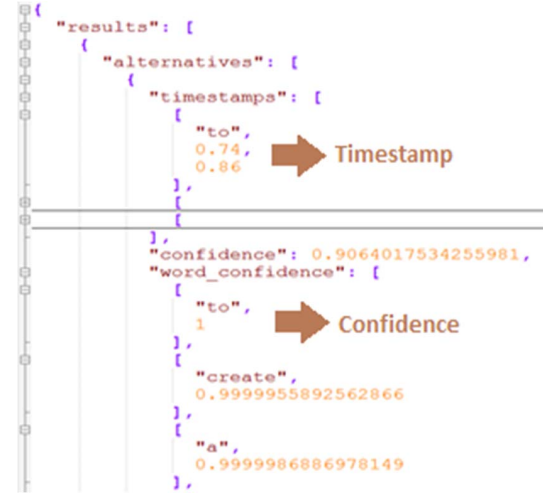 {
"results": [
{
"alternatives": [
{
"timestamps": [
[
"to",
0.74, Timestamp
0.86
],
[
[
],
"confidence": 0.9064017534255981,
"word_confidence": [
[
"to",
1 Confidence
],
[
"create",
0.9999955892562866
],
[
"a",
0.9999986886978149
],